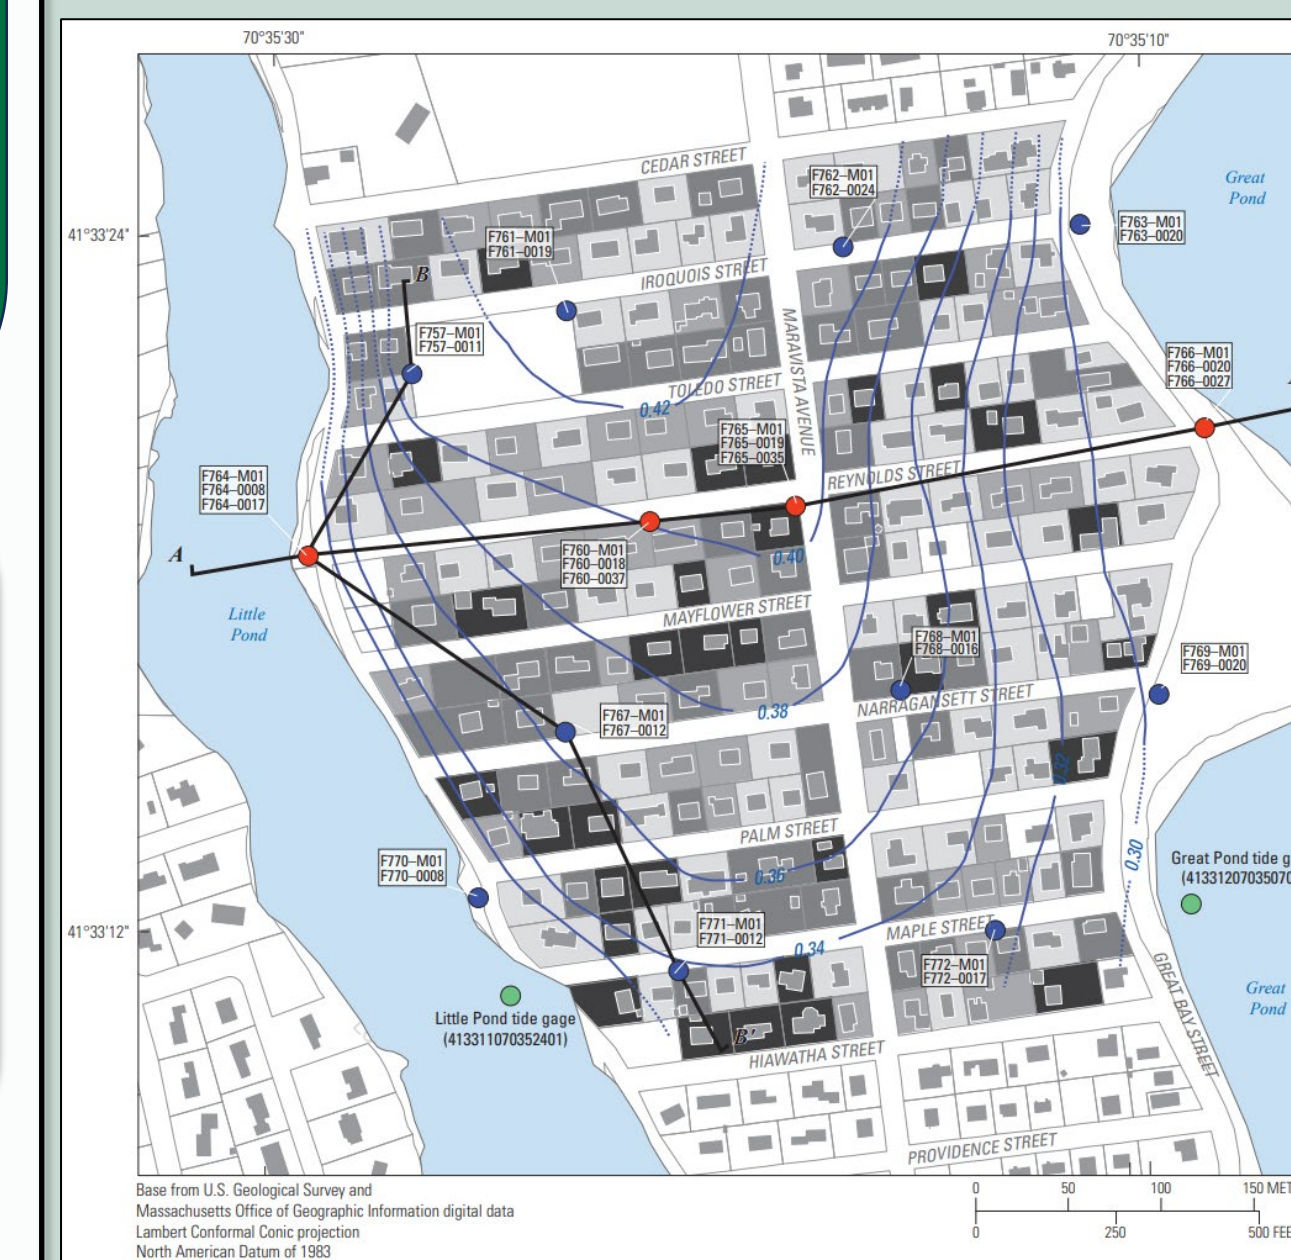 70°35'30"
70°35'10"
CEDAR STREET
F762–M01
F762–0024
Great
Pond
41°33'24"
F761–M01
F761–0019
F763–M01
F763–0020
B
IROQUOIS STREET
F757–M01
F757–0011
MARAVISTA AVENUE
F766–M01
F766–0020
F766–0027
TOLEDO STREET
0.42
F765–M01
F765–0019
F765–0035
REYNOLDS STREET
F764–M01
F764–0008
F764–0017
A
F760–M01
F760–0018
F760–0037
0.40
Little
Pond
MAYFLOWER STREET
F768–M01
F768–0016
F769–M01
F769–0020
NARRAGANSETT STREET
F767–M01
F767–0012
0.38
0.32
PALM STREET
0.30
F770–M01
F770–0008
0.36
Great Pond tide g
(41331207035070
41°33'12"
F771–M01
F771–0012
MAPLE STREET
0.34
F772–M01
F772–0017
GREAT BAY STREET
Great
Pond
Little Pond tide gage
(413311070352401)
B'
HIAWATHA STREET
PROVIDENCE STREET
Base from U.S. Geological Survey and
Massachusetts Office of Geographic Information digital data
Lambert Conformal Conic projection
North American Datum of 1983
0 50 100 150 MET
0 250 500 FEE